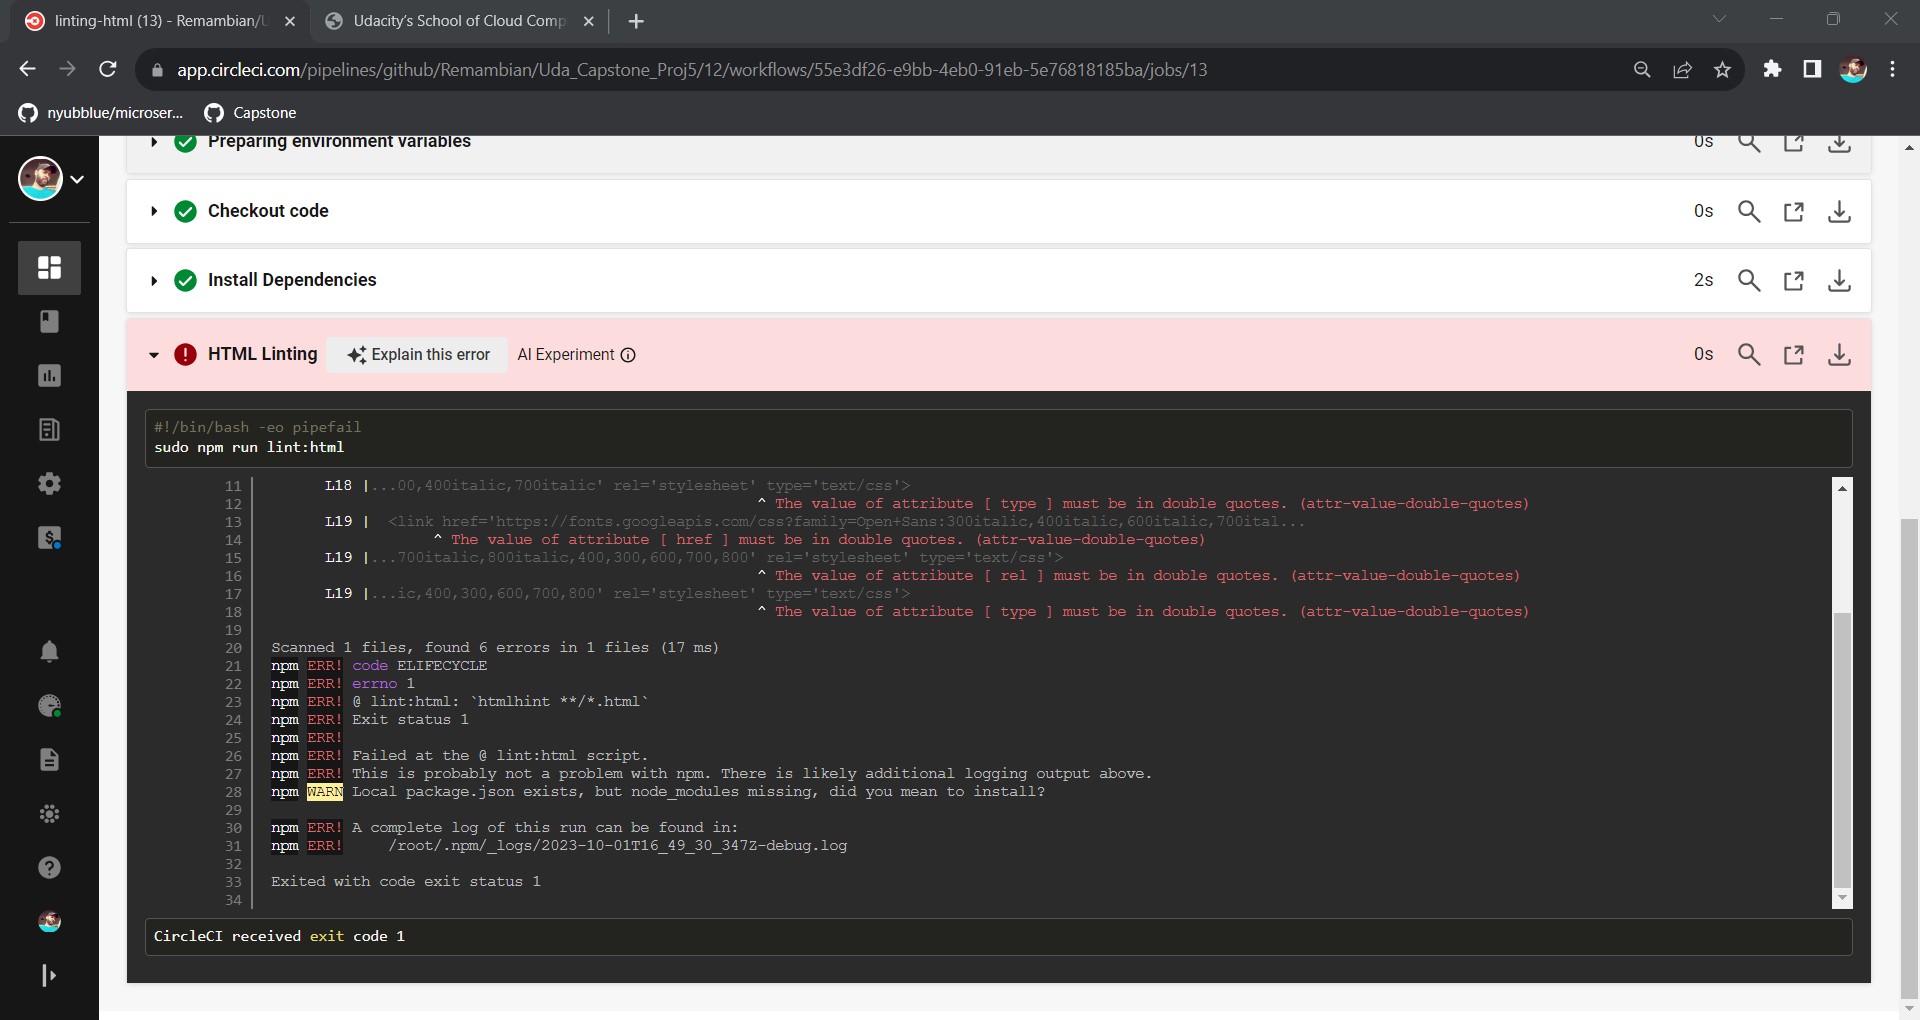 linting-html (13) - Remambian/U
Udacity's School of Cloud Comp
app.circleci.com/pipelines/github/Remambian/Uda_Capstone_Proj5/12/workflows/55e3df26-e9bb-4eb0-91eb-5e76818185ba/jobs/13
nyubblue/microser...
Capstone
Preparing environment variables
0s
Checkout code
0s
Install Dependencies
2s
HTML Linting
Explain this error
AI Experiment
0s
#!/bin/bash -eo pipefail
sudo npm run lint:html
11 L18 |...00,400italic,700italic' rel='stylesheet' type='text/css'>
12 ^ The value of attribute [ type ] must be in double quotes. (attr-value-double-quotes)
13 L19 | <link href='https://fonts.googleapis.com/css?family=Open+Sans:300italic,400italic,600italic,700ital...
14 ^ The value of attribute [ href ] must be in double quotes. (attr-value-double-quotes)
15 L19 |...700italic,800italic,400,300,600,700,800' rel='stylesheet' type='text/css'>
16 ^ The value of attribute [ rel ] must be in double quotes. (attr-value-double-quotes)
17 L19 |...ic,400,300,600,700,800' rel='stylesheet' type='text/css'>
18 ^ The value of attribute [ type ] must be in double quotes. (attr-value-double-quotes)
19
20 Scanned 1 files, found 6 errors in 1 files (17 ms)
21 npm ERR! code ELIFECYCLE
22 npm ERR! errno 1
23 npm ERR! @ lint:html: `htmlhint **/*.html`
24 npm ERR! Exit status 1
25 npm ERR!
26 npm ERR! Failed at the @ lint:html script.
27 npm ERR! This is probably not a problem with npm. There is likely additional logging output above.
28 npm WARN Local package.json exists, but node_modules missing, did you mean to install?
29
30 npm ERR! A complete log of this run can be found in:
31 npm ERR! /root/.npm/_logs/2023-10-01T16_49_30_347Z-debug.log
32
33 Exited with code exit status 1
34
CircleCI received exit code 1